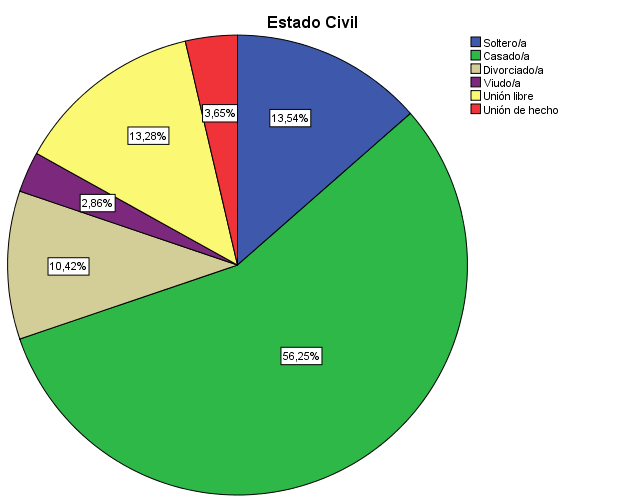 Estado Civil
Soltero/a
Casado/a
Divorciado/a
Viudo/a
Unión libre
Unión de hecho
3,65%
13,54%
13,28%
2,86%
10,42%
56,25%